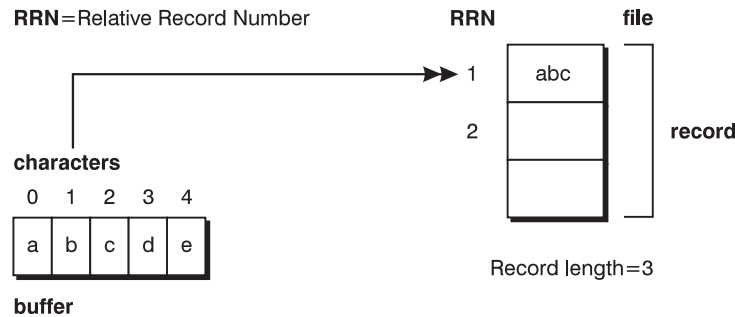 RRN=Relative Record Number
RRN file
1 abc
2
record
characters
0 1 2 3 4
a b c d e
Record length=3
buffer